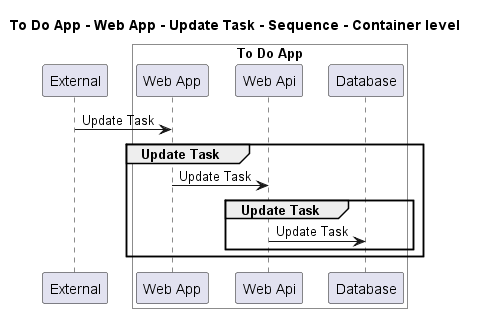 To Do App - Web App - Update Task - Sequence - Container level
To Do App
External Web App Web Api Database
Update Task
Update Task
Update Task
Update Task
Update Task
External Web App Web Api Database